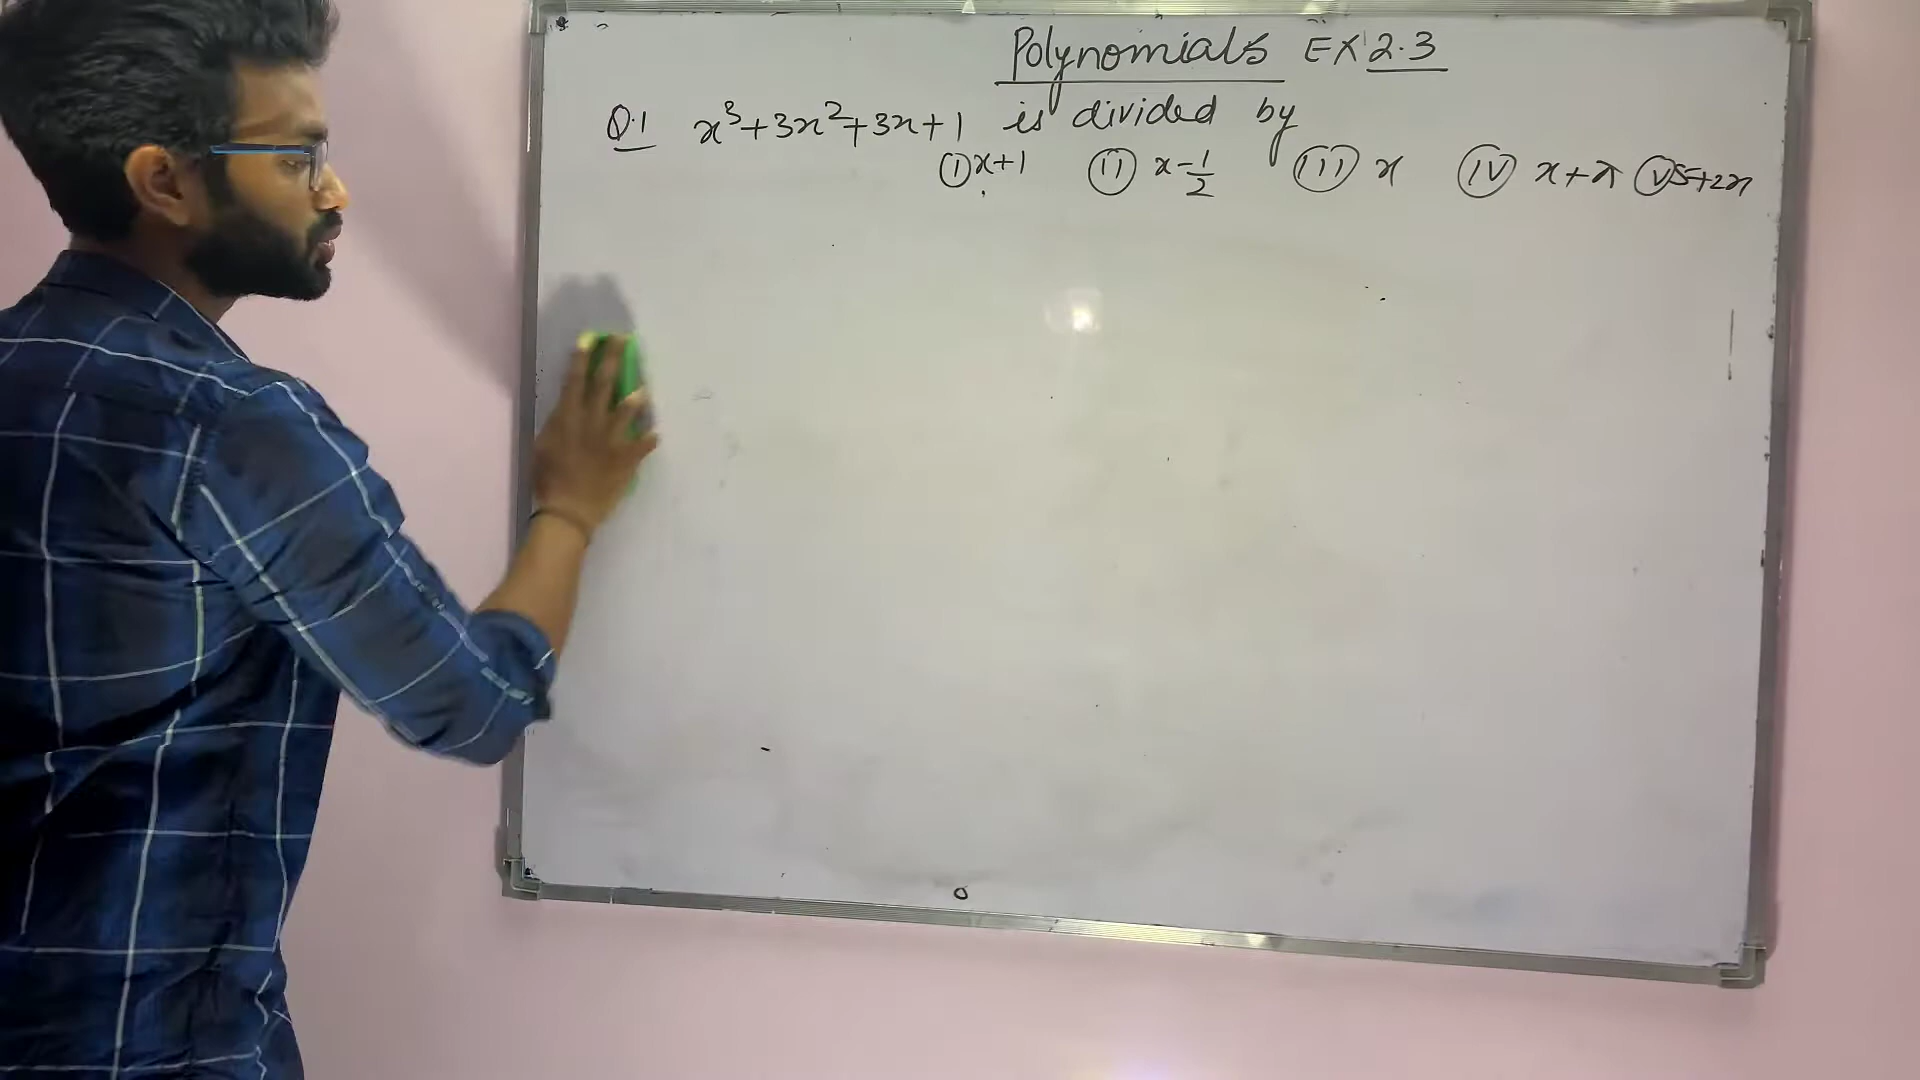 Polynomials EX 2.3
Q.1 x³+3x²+3x+1 is divided by
(i) x+1 (ii) x-1/2 (iii) x (iv) x+π (v) 5+2x